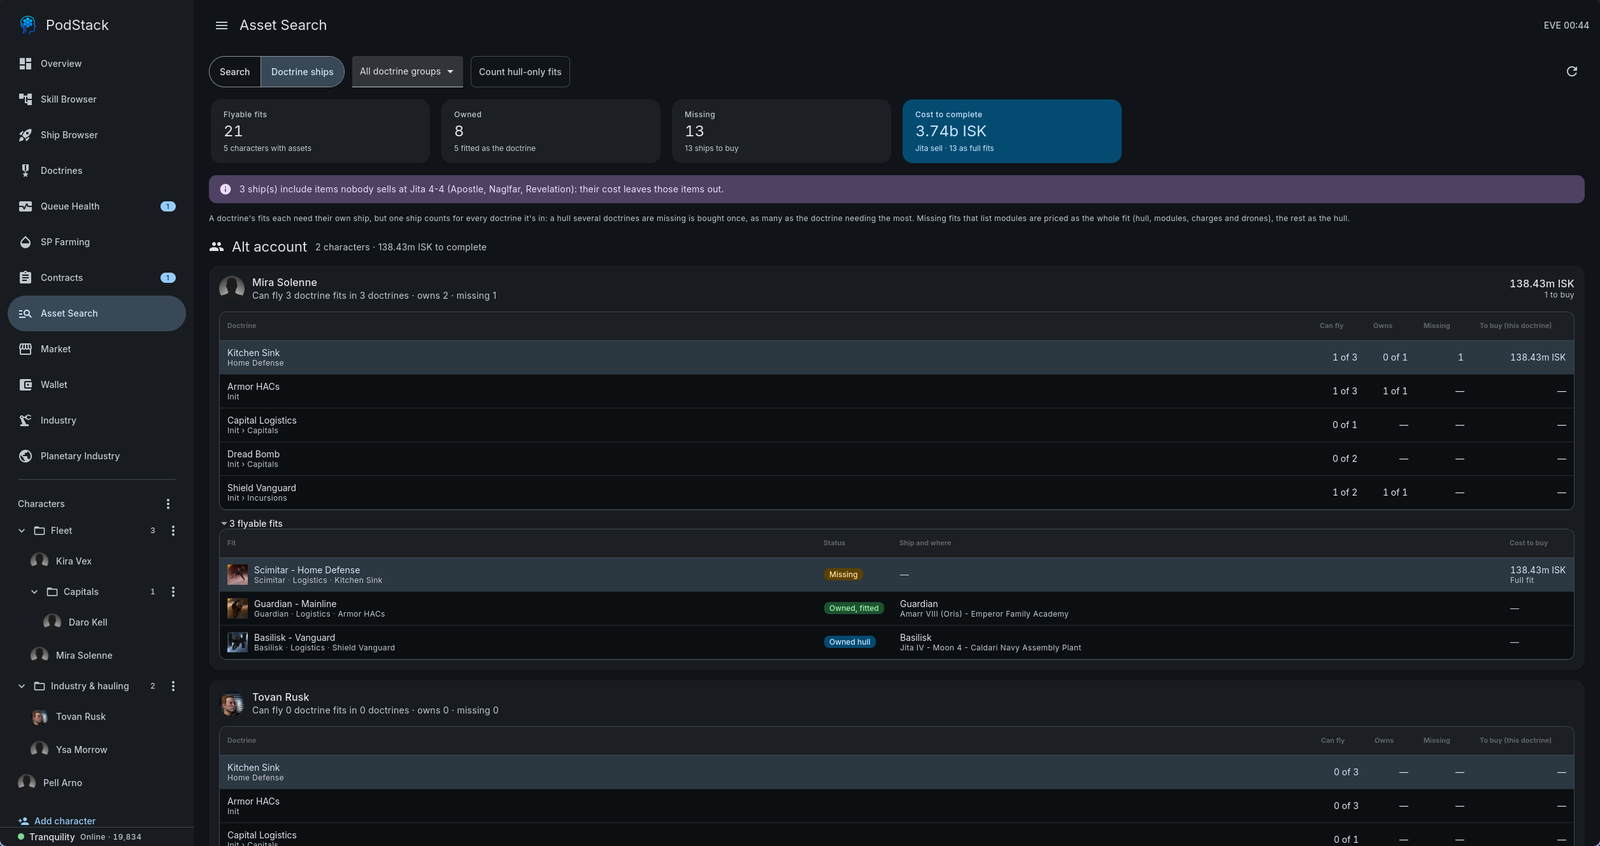 PodStack
Overview
Skill Browser
Ship Browser
Doctrines
Queue Health 1
SP Farming
Contracts 1
Asset Search
Market
Wallet
Industry
Planetary Industry
Characters
Fleet 3
Kira Vex
Capitals 1
Daro Kell
Mira Solenne
Industry & hauling 2
Tovan Rusk
Ysa Morrow
Pell Arno
Add character
Tranquility Online · 19,834
Asset Search
EVE 00:44
Search
Doctrine ships
All doctrine groups
Count hull-only fits
Flyable fits
21
5 characters with assets
Owned
8
5 fitted as the doctrine
Missing
13
13 ships to buy
Cost to complete
3.74b ISK
Jita sell · 13 as full fits
3 ship(s) include items nobody sells at Jita 4-4 (Apostle, Naglfar, Revelation): their cost leaves those items out.
A doctrine's fits each need their own ship, but one ship counts for every doctrine it's in: a hull several doctrines are missing is bought once, as many as the doctrine needing the most. Missing fits that list modules are priced as the whole fit (hull, modules, charges and drones), the rest as the hull.
Alt account 2 characters · 138.43m ISK to complete
Mira Solenne
Can fly 3 doctrine fits in 3 doctrines · owns 2 · missing 1
138.43m ISK
1 to buy
Doctrine Can fly Owns Missing To buy (this doctrine)
Kitchen Sink
Home Defense
1 of 3 0 of 1 1 138.43m ISK
Armor HACs
Init
1 of 3 1 of 1 — —
Capital Logistics
Init › Capitals
0 of 1 — — —
Dread Bomb
Init › Capitals
0 of 2 — — —
Shield Vanguard
Init › Incursions
1 of 2 1 of 1 — —
3 flyable fits
Fit Status Ship and where Cost to buy
Scimitar - Home Defense
Scimitar · Logistics · Kitchen Sink
Missing — 138.43m ISK
Full fit
Guardian - Mainline
Guardian · Logistics · Armor HACs
Owned, fitted
Guardian
Amarr VIII (Oris) - Emperor Family Academy
—
Basilisk - Vanguard
Basilisk · Logistics · Shield Vanguard
Owned hull
Basilisk
Jita IV - Moon 4 - Caldari Navy Assembly Plant
—
Tovan Rusk
Can fly 0 doctrine fits in 0 doctrines · owns 0 · missing 0
Doctrine Can fly Owns Missing To buy (this doctrine)
Kitchen Sink
Home Defense
0 of 3 — — —
Armor HACs
Init
0 of 3 — — —
Capital Logistics
Init › Capitals
0 of 1 — — —